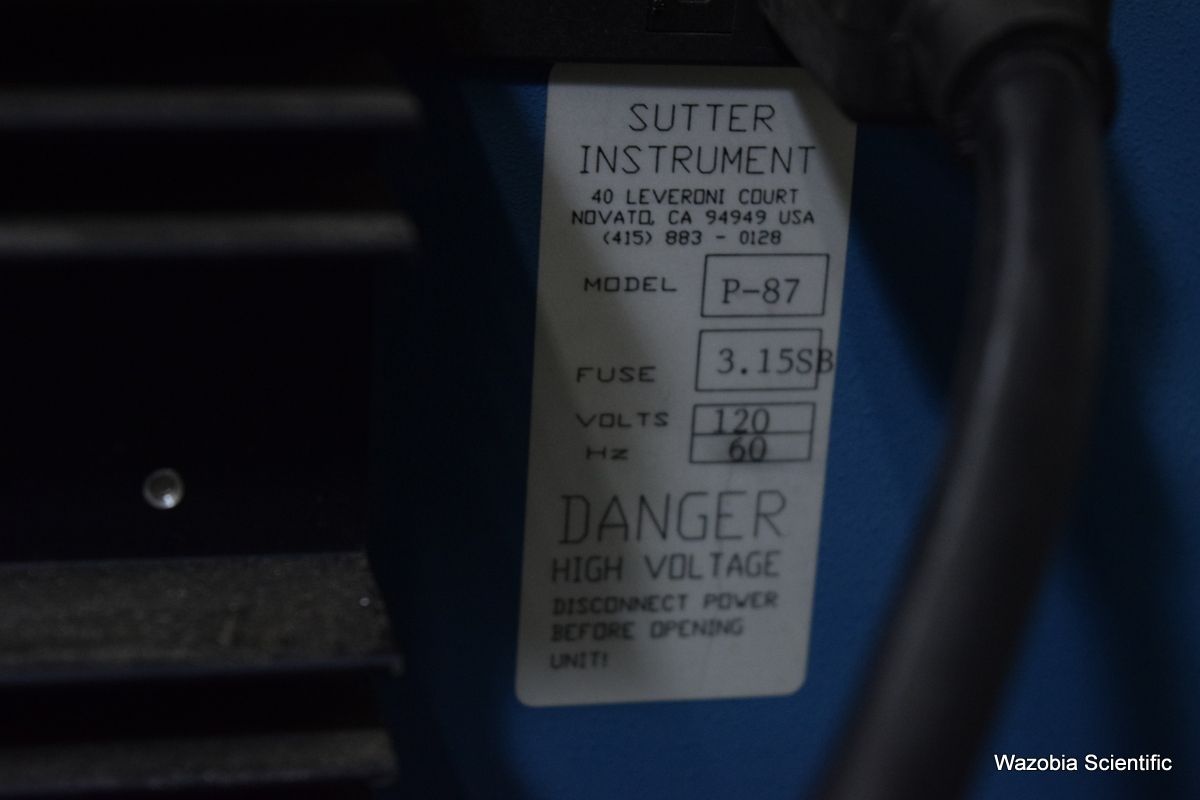 SUTTER
INSTRUMENT
40 LEVERONI COURT
NOVATO, CA 94949 USA
(415) 883 - 0128
MODEL P-87
FUSE 3.15SB
VOLTS 120
Hz 60
DANGER
HIGH VOLTAGE
DISCONNECT POWER
BEFORE OPENING
UNIT!
Wazobia Scientific